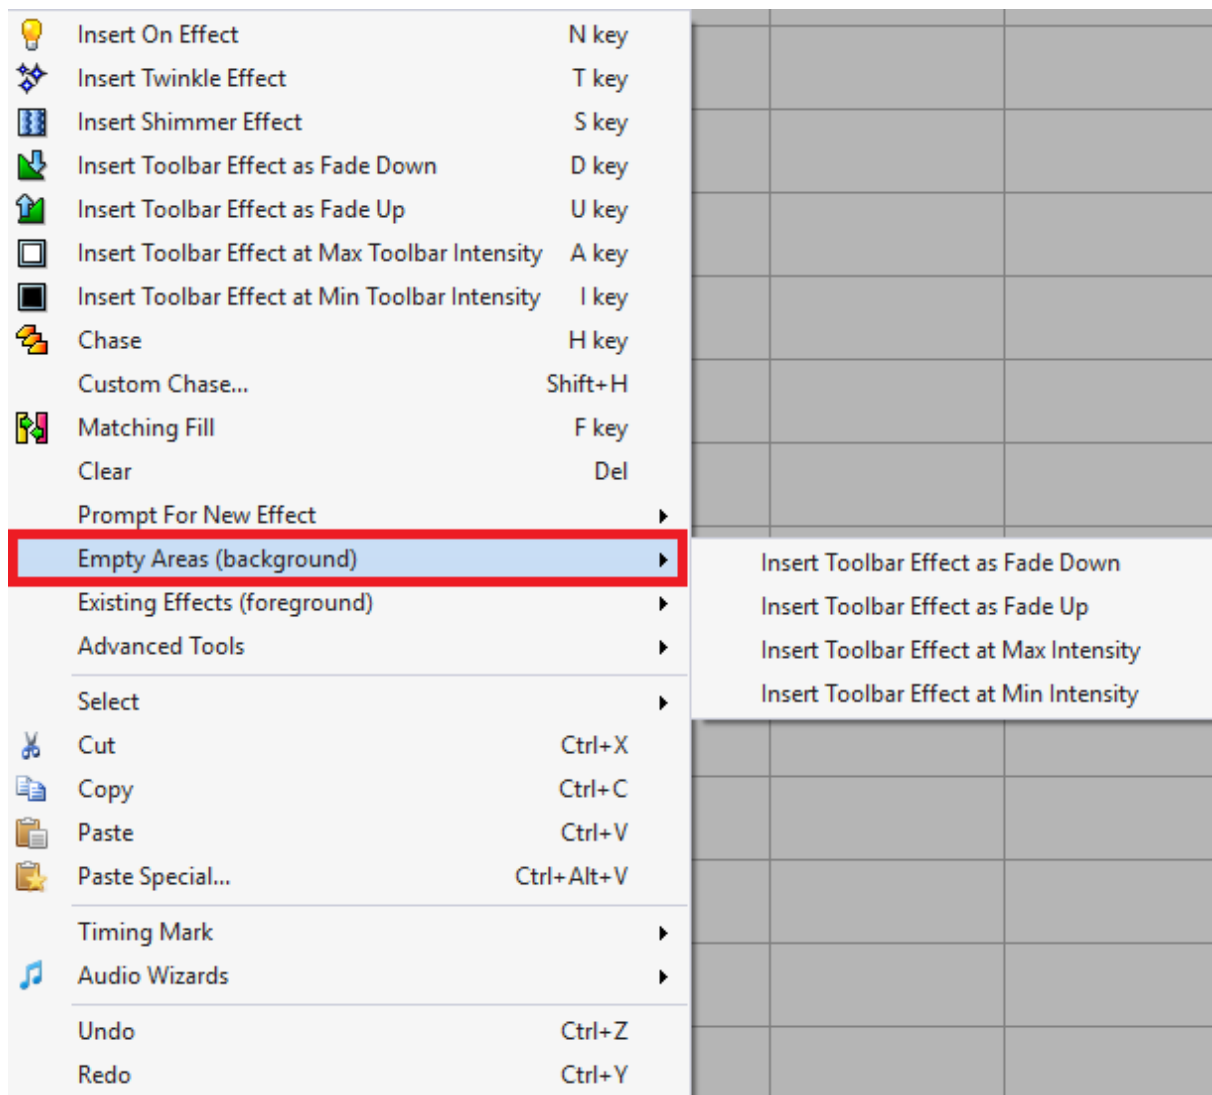 Insert On Effect N key
Insert Twinkle Effect T key
Insert Shimmer Effect S key
Insert Toolbar Effect as Fade Down D key
Insert Toolbar Effect as Fade Up U key
Insert Toolbar Effect at Max Toolbar Intensity A key
Insert Toolbar Effect at Min Toolbar Intensity I key
Chase H key
Custom Chase... Shift+H
Matching Fill F key
Clear Del
Prompt For New Effect
Empty Areas (background)
Existing Effects (foreground)
Advanced Tools
Select
Cut Ctrl+X
Copy Ctrl+C
Paste Ctrl+V
Paste Special... Ctrl+Alt+V
Timing Mark
Audio Wizards
Undo Ctrl+Z
Redo Ctrl+Y
Insert Toolbar Effect as Fade Down
Insert Toolbar Effect as Fade Up
Insert Toolbar Effect at Max Intensity
Insert Toolbar Effect at Min Intensity